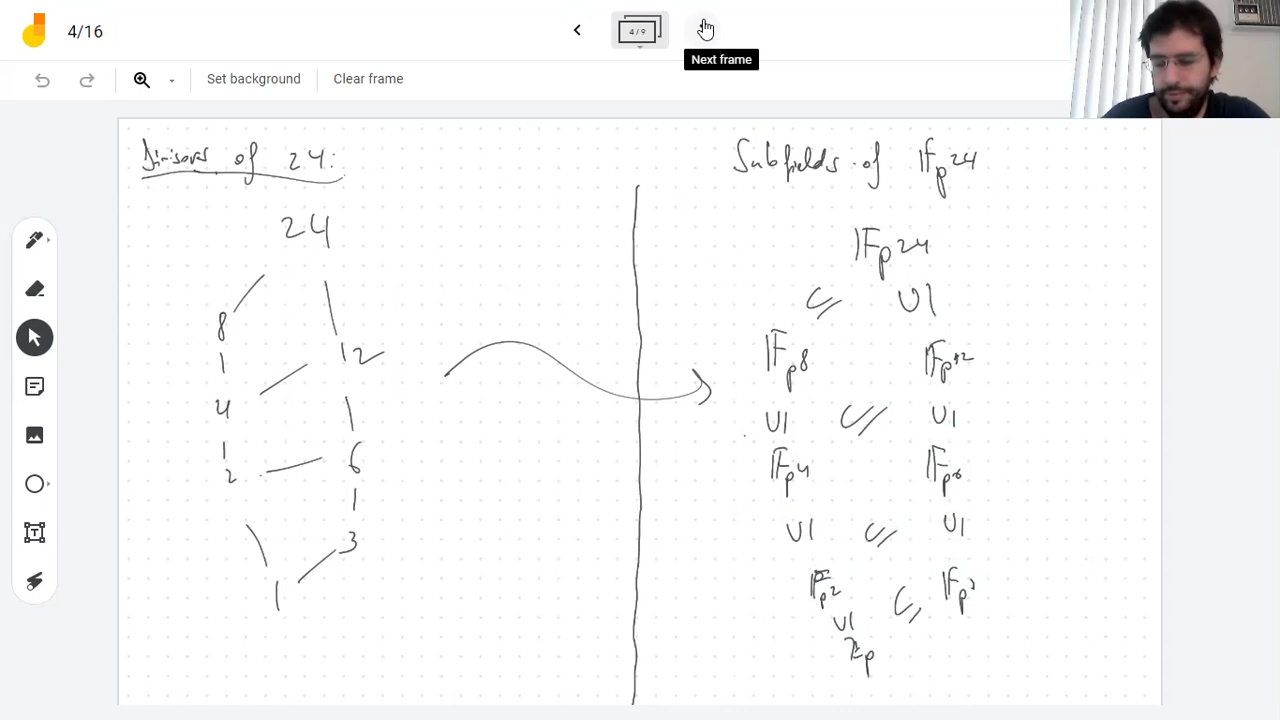 4/16
4 / 9
Next frame
Set background
Clear frame
Divisors of 24:
24
8
12
4
2
6
3
1
Subfields of 𝔽p24
𝔽p24
⊆ ∪|
𝔽p8 𝔽p12
∪| ⊆ ∪|
𝔽p4 𝔽p6
∪| ⊆ ∪|
𝔽p2 ⊆ 𝔽p3
∪|
ℤp